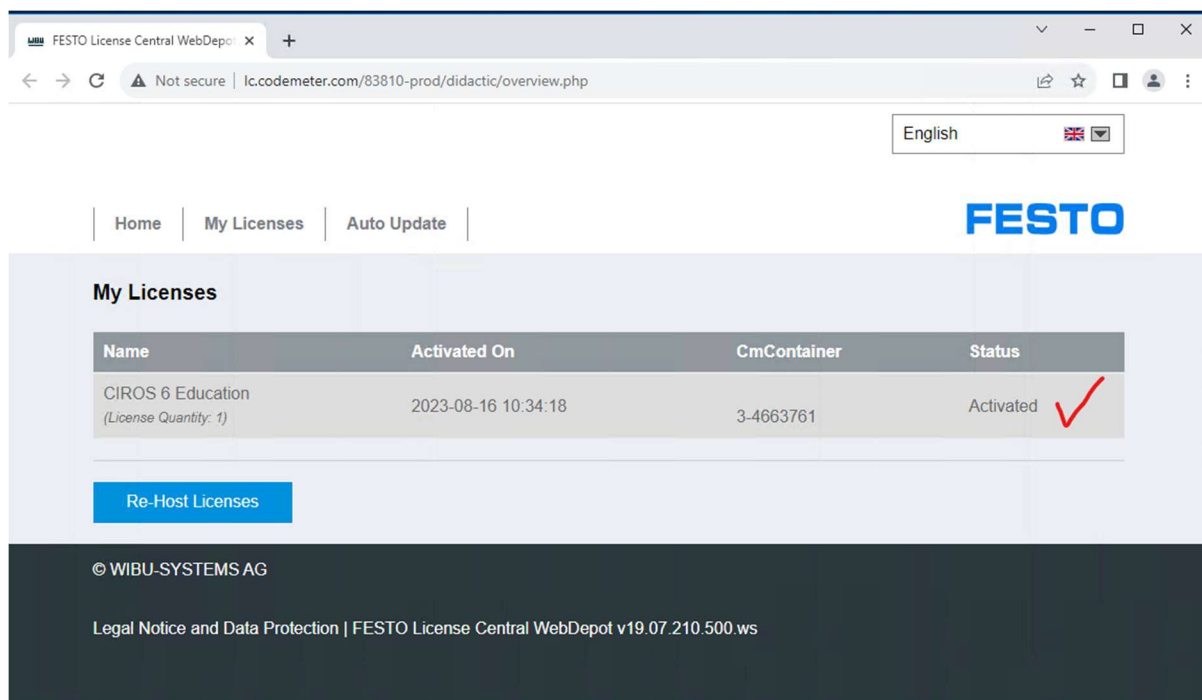 FESTO License Central WebDepo
Not secure | lc.codemeter.com/83810-prod/didactic/overview.php
English
Home My Licenses Auto Update
FESTO
My Licenses
Name Activated On CmContainer Status
CIROS 6 Education
(License Quantity: 1)
2023-08-16 10:34:18
3-4663761
Activated
Re-Host Licenses
© WIBU-SYSTEMS AG
Legal Notice and Data Protection | FESTO License Central WebDepot v19.07.210.500.ws